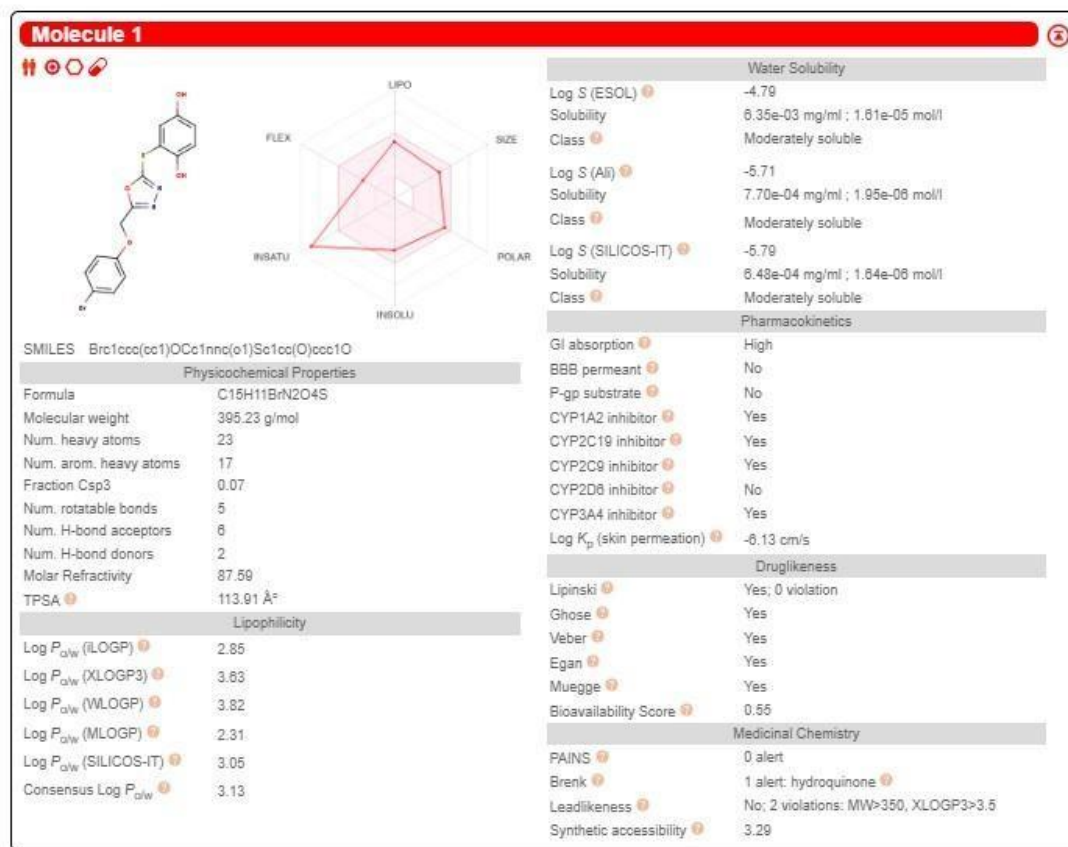 Molecule 1
LIPO
FLEX
SIZE
INSATU
POLAR
INSOLU
OH
S
OH
O
N
N
O
Br
SMILES Brc1ccc(cc1)OCc1nnc(o1)Sc1cc(O)ccc1O
Physicochemical Properties
Formula C15H11BrN2O4S
Molecular weight 395.23 g/mol
Num. heavy atoms 23
Num. arom. heavy atoms 17
Fraction Csp3 0.07
Num. rotatable bonds 5
Num. H-bond acceptors 6
Num. H-bond donors 2
Molar Refractivity 87.59
TPSA ? 113.91 Å²
Lipophilicity
Log Po/w (iLOGP) ? 2.85
Log Po/w (XLOGP3) ? 3.63
Log Po/w (WLOGP) ? 3.82
Log Po/w (MLOGP) ? 2.31
Log Po/w (SILICOS-IT) ? 3.05
Consensus Log Po/w ? 3.13
Water Solubility
Log S (ESOL) ? -4.79
Solubility 6.35e-03 mg/ml ; 1.61e-05 mol/l
Class ? Moderately soluble
Log S (Ali) ? -5.71
Solubility 7.70e-04 mg/ml ; 1.95e-06 mol/l
Class ? Moderately soluble
Log S (SILICOS-IT) ? -5.79
Solubility 6.48e-04 mg/ml ; 1.64e-06 mol/l
Class ? Moderately soluble
Pharmacokinetics
GI absorption ? High
BBB permeant ? No
P-gp substrate ? No
CYP1A2 inhibitor ? Yes
CYP2C19 inhibitor ? Yes
CYP2C9 inhibitor ? Yes
CYP2D6 inhibitor ? No
CYP3A4 inhibitor ? Yes
Log Kp (skin permeation) ? -6.13 cm/s
Druglikeness
Lipinski ? Yes; 0 violation
Ghose ? Yes
Veber ? Yes
Egan ? Yes
Muegge ? Yes
Bioavailability Score ? 0.55
Medicinal Chemistry
PAINS ? 0 alert
Brenk ? 1 alert: hydroquinone ?
Leadlikeness ? No; 2 violations: MW>350, XLOGP3>3.5
Synthetic accessibility ? 3.29